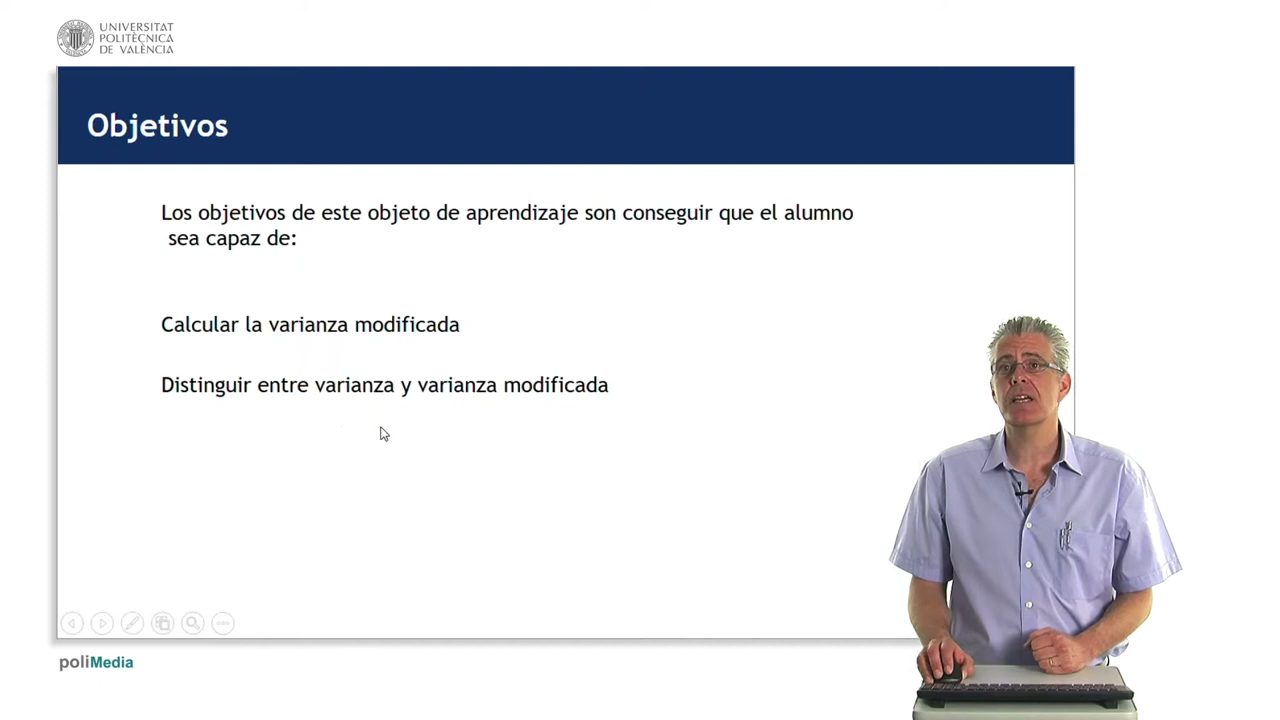 UNIVERSITAT
POLITÈCNICA
DE VALÈNCIA
Objetivos
Los objetivos de este objeto de aprendizaje son conseguir que el alumno
sea capaz de:
Calcular la varianza modificada
Distinguir entre varianza y varianza modificada
poliMedia